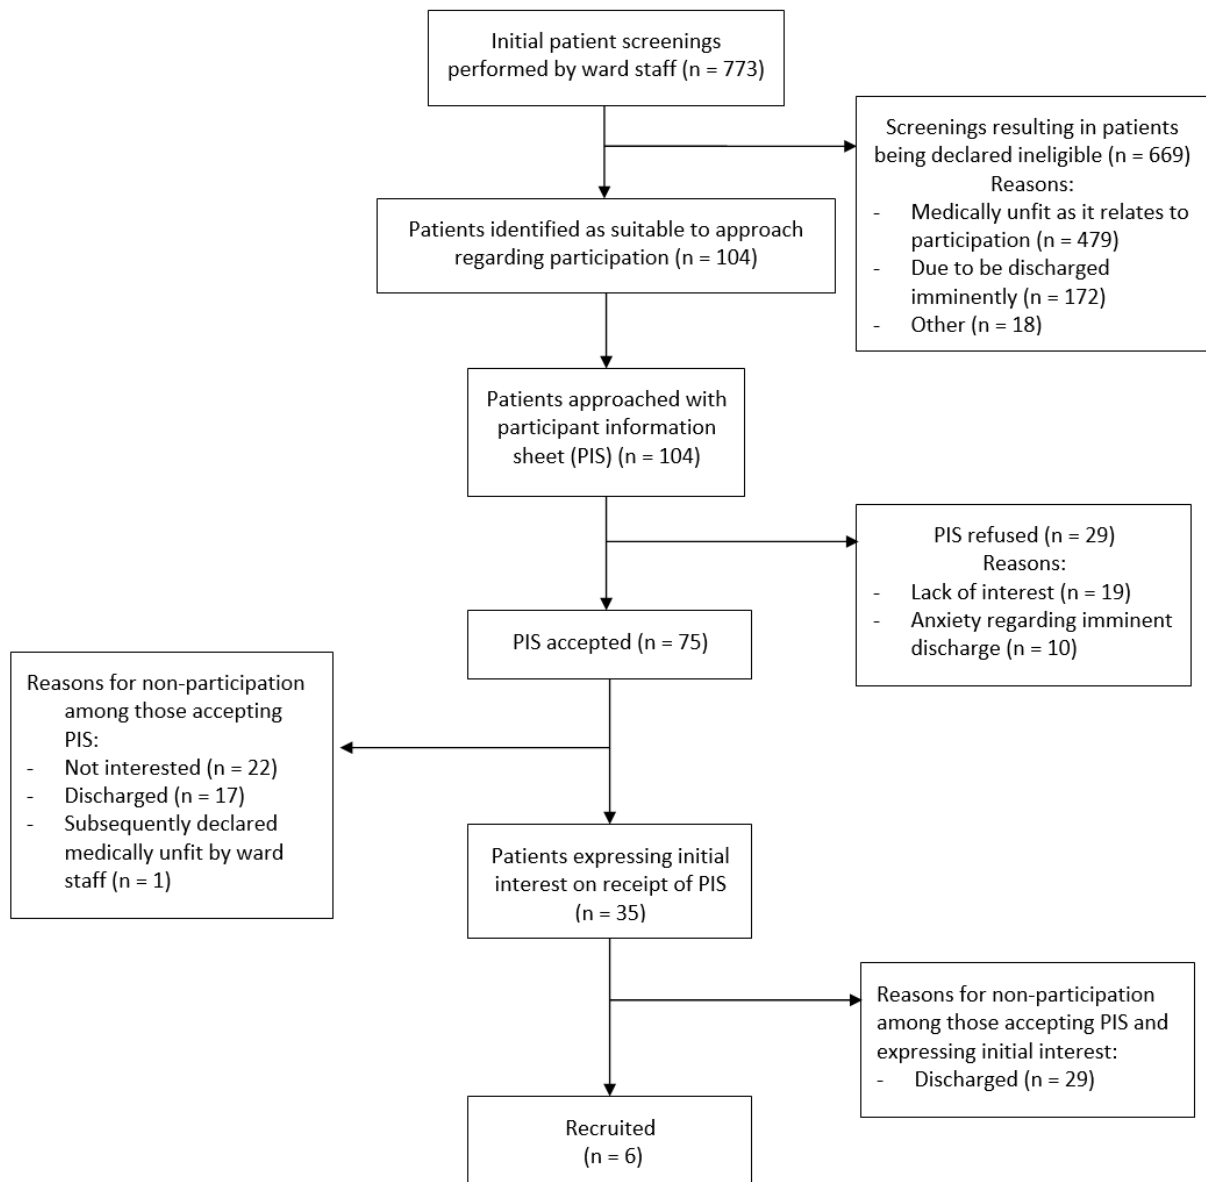 Initial patient screenings
performed by ward staff (n = 773)
Screenings resulting in patients
being declared ineligible (n = 669)
Reasons:
- Medically unfit as it relates to
participation (n = 479)
- Due to be discharged
imminently (n = 172)
- Other (n = 18)
Patients identified as suitable to approach
regarding participation (n = 104)
Patients approached with
participant information
sheet (PIS) (n = 104)
PIS refused (n = 29)
Reasons:
- Lack of interest (n = 19)
- Anxiety regarding imminent
discharge (n = 10)
PIS accepted (n = 75)
Reasons for non-participation
among those accepting
PIS:
- Not interested (n = 22)
- Discharged (n = 17)
- Subsequently declared
medically unfit by ward
staff (n = 1)
Patients expressing initial
interest on receipt of PIS
(n = 35)
Reasons for non-participation
among those accepting PIS and
expressing initial interest:
- Discharged (n = 29)
Recruited
(n = 6)